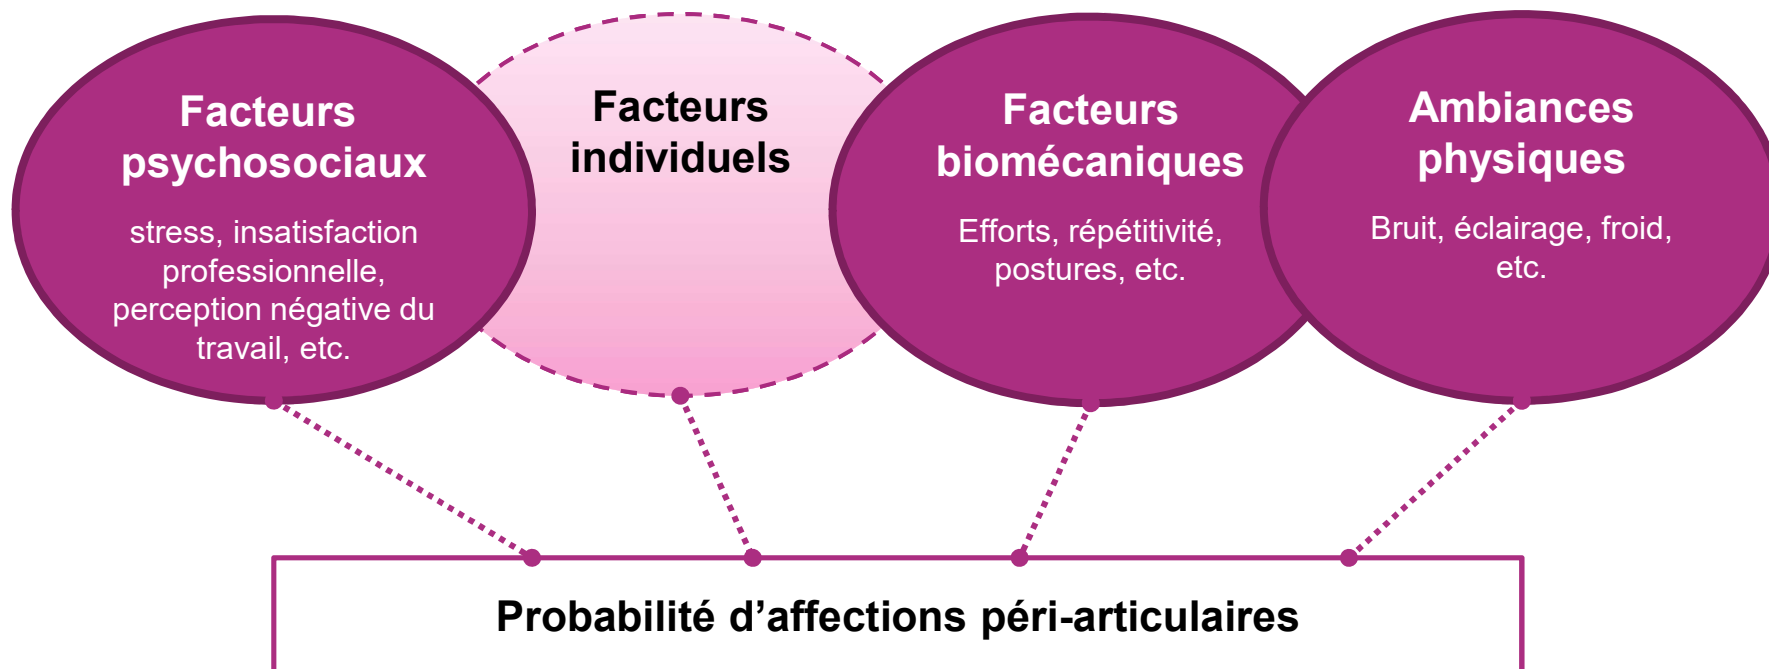 Facteurs
psychosociaux
stress, insatisfaction
professionnelle,
perception négative du
travail, etc.
Facteurs
individuels
Facteurs
biomécaniques
Efforts, répétitivité,
postures, etc.
Ambiances
physiques
Bruit, éclairage, froid,
etc.
Probabilité d’affections péri-articulaires